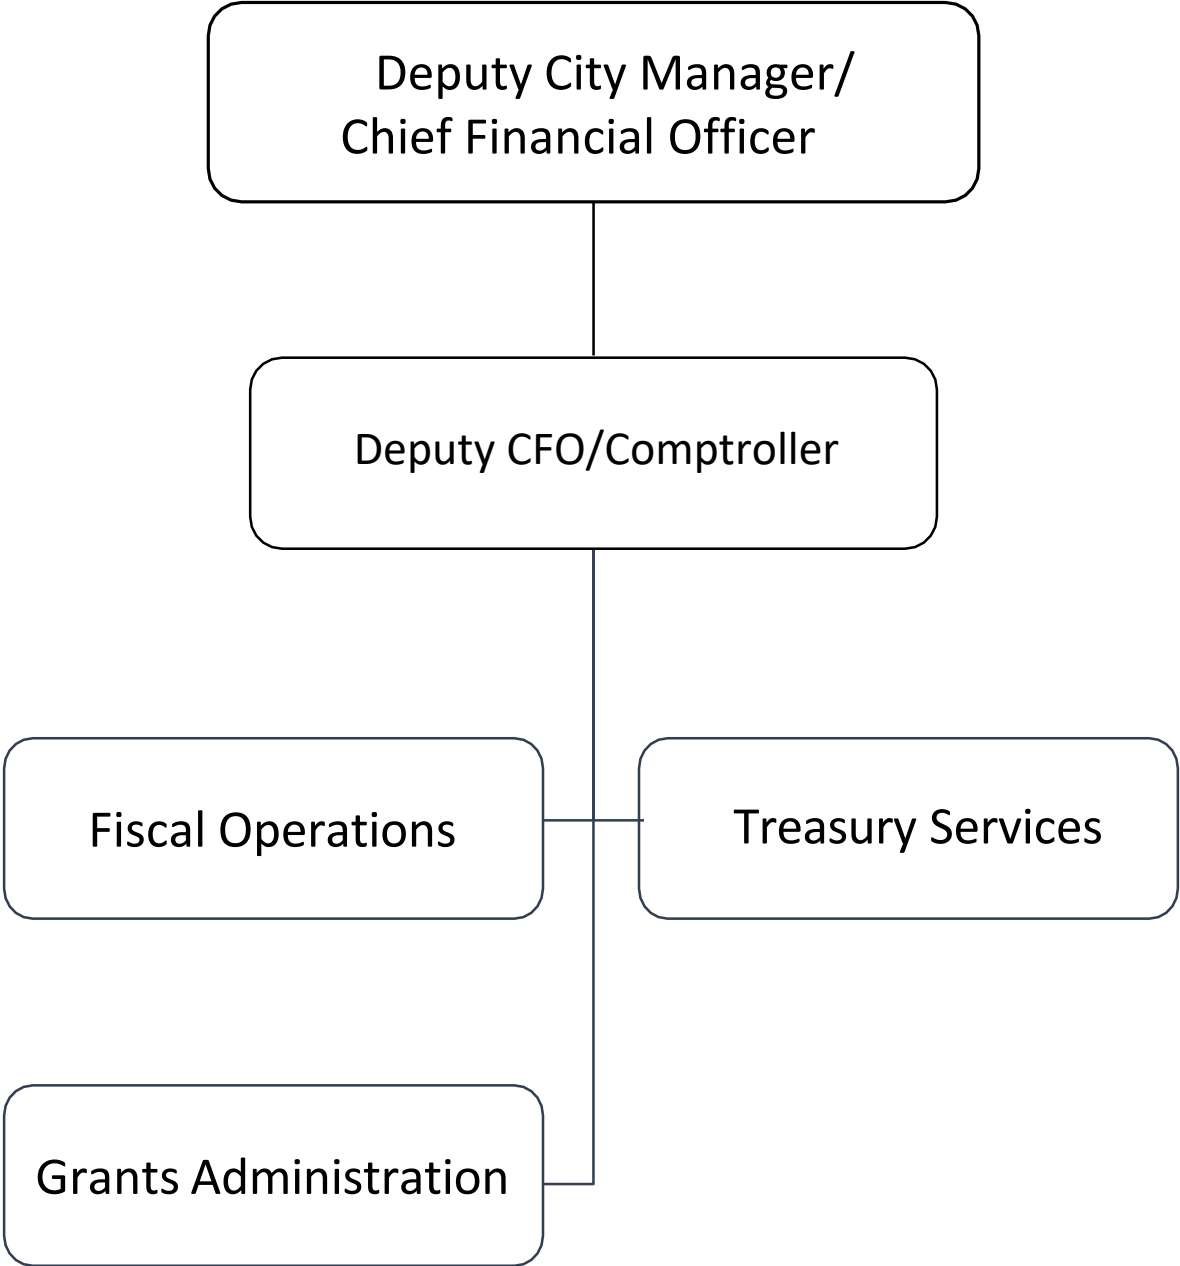 Deputy City Manager/
Chief Financial Officer
Deputy CFO/Comptroller
Fiscal Operations
Treasury Services
Grants Administration